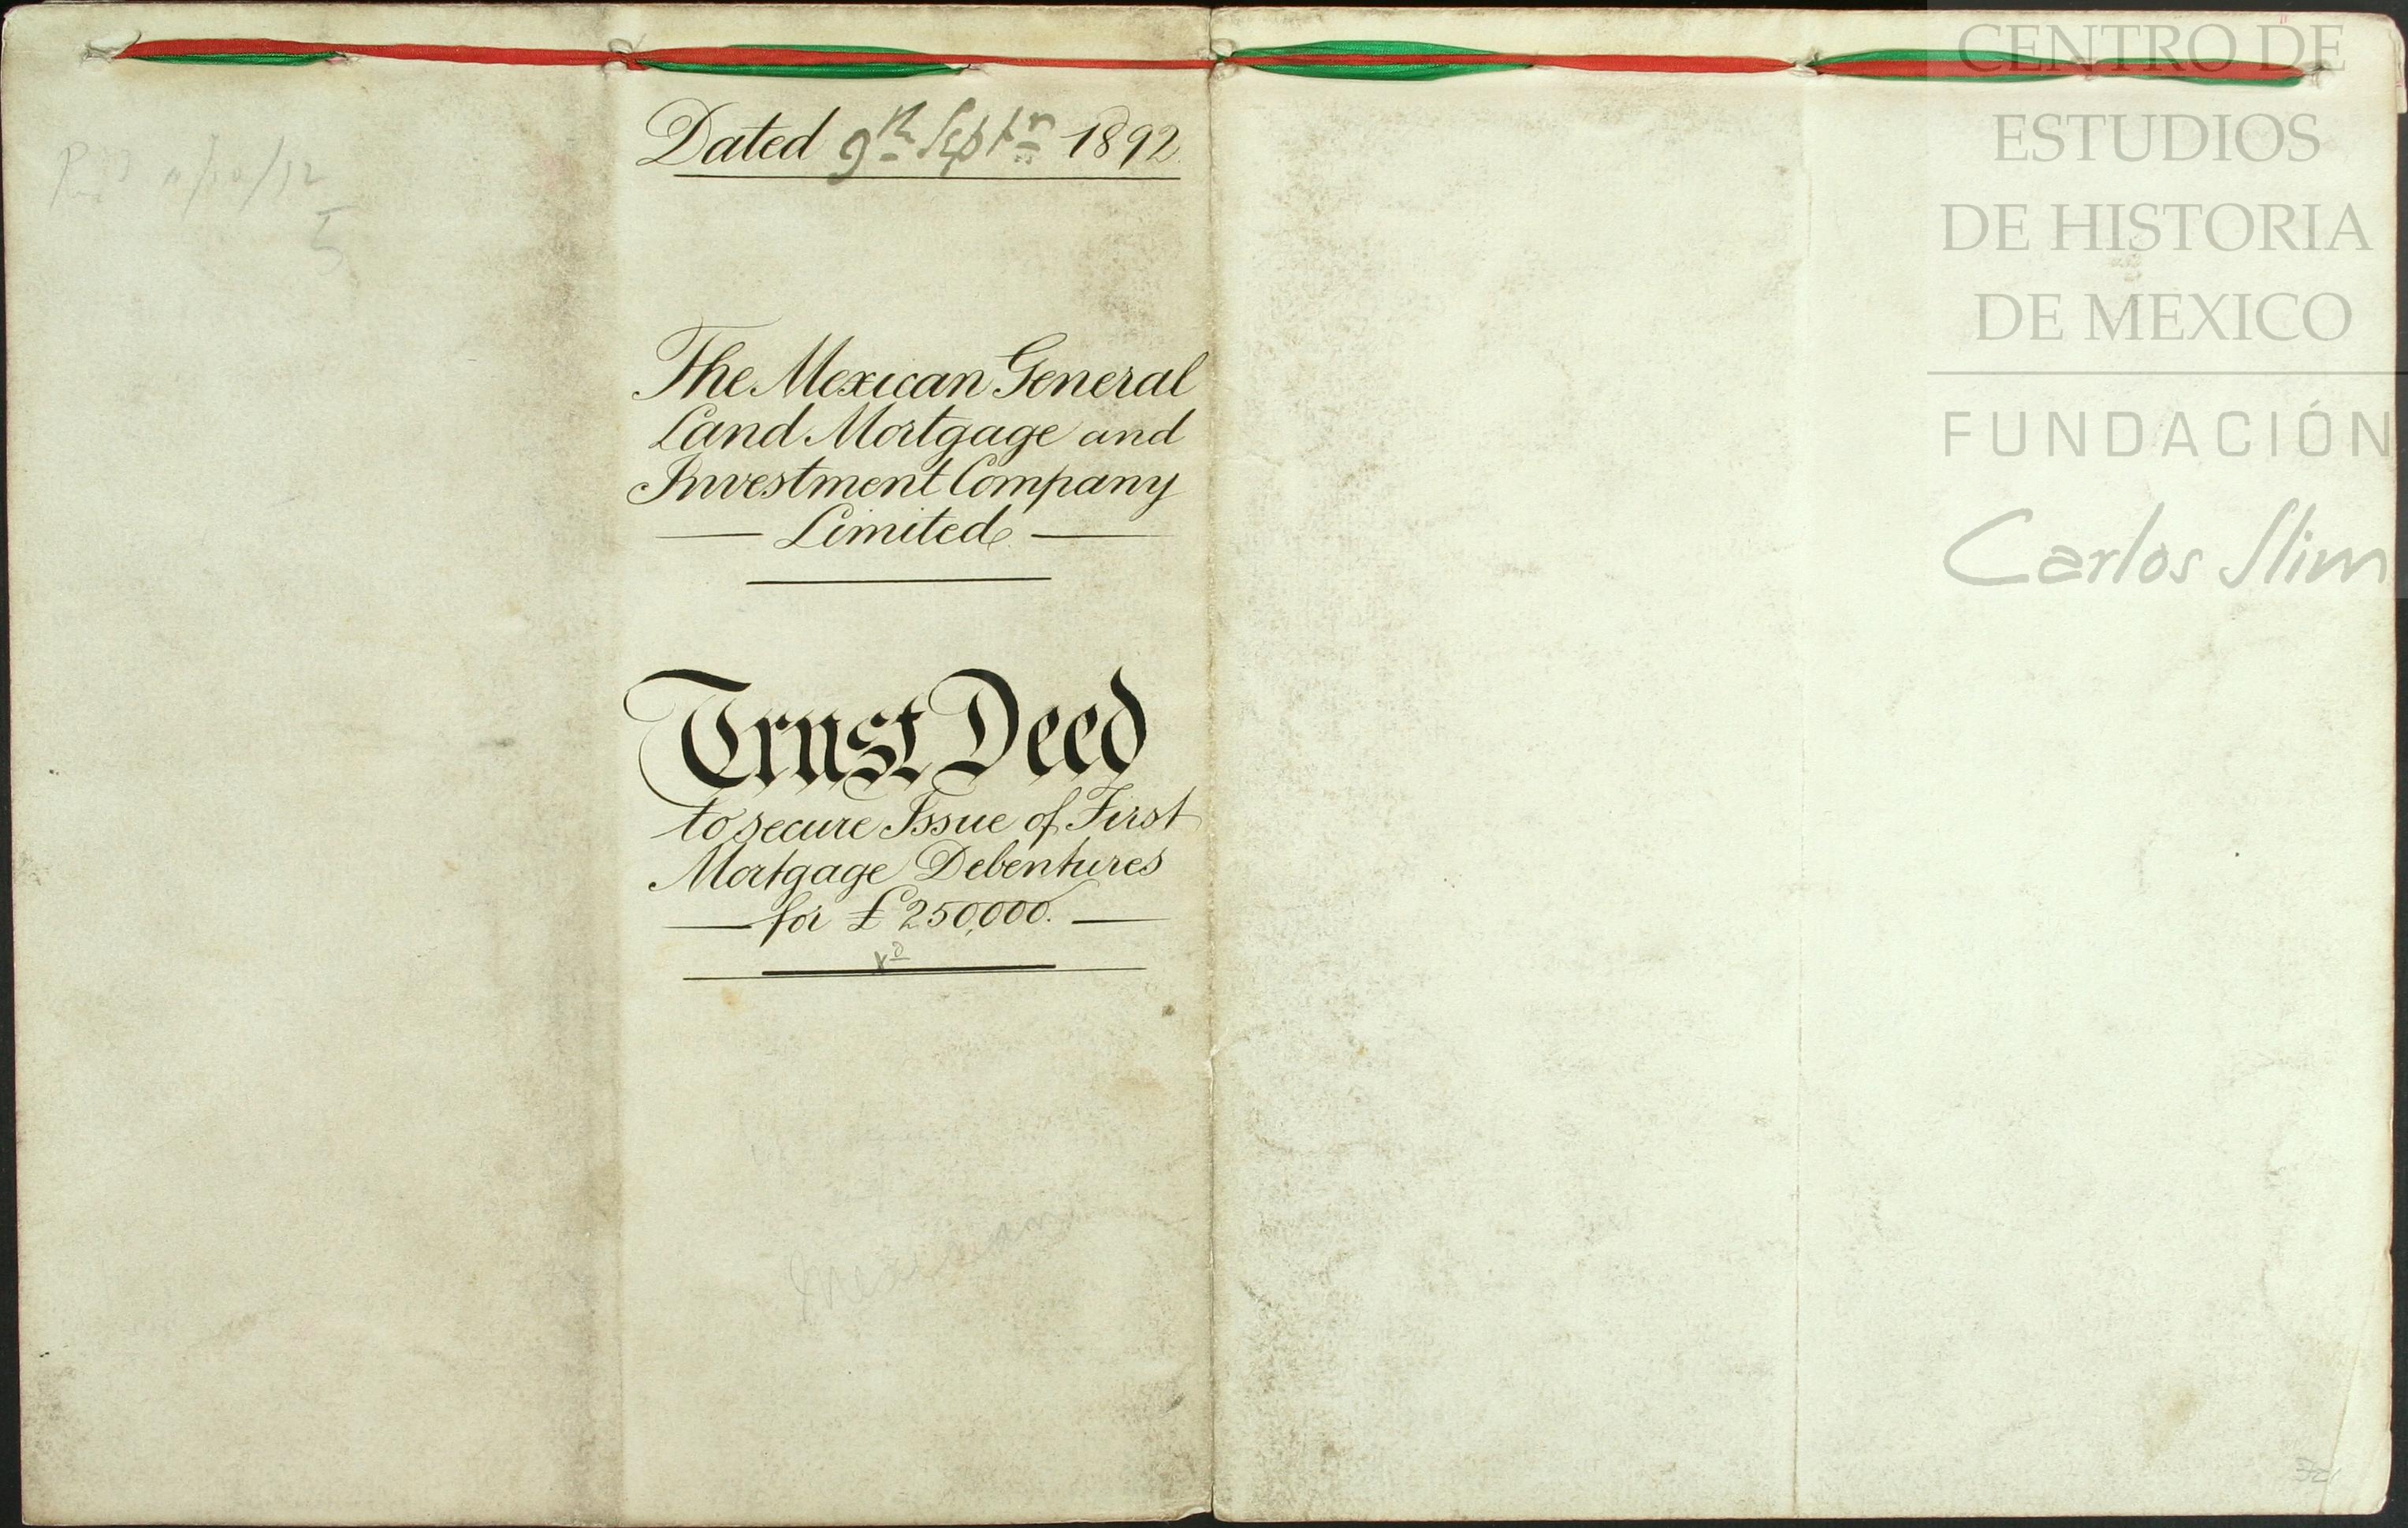 Dated 9th Septr 1892.
The Mexican General
Land Mortgage and
Investment Company
Limited
Trust Deed
to secure Issue of First
Mortgage Debentures
for £250,000.
Mexican
CENTRO DE
ESTUDIOS
DE HISTORIA
DE MEXICO
FUNDACIÓN
Carlos Slim